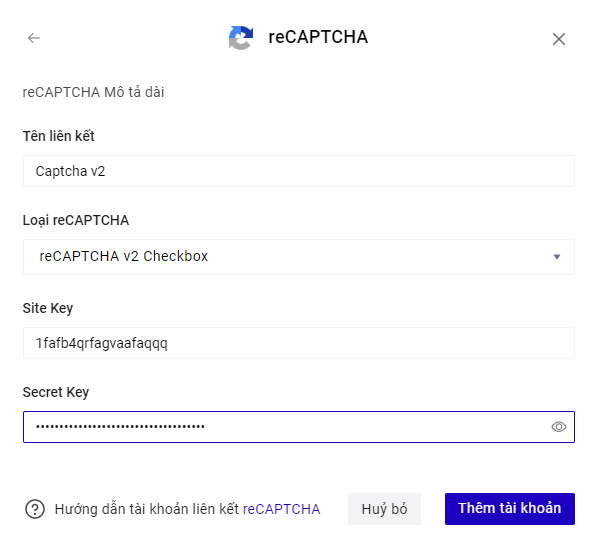 reCAPTCHA
reCAPTCHA Mô tả dài
Tên liên kết
Captcha v2
Loại reCAPTCHA
reCAPTCHA v2 Checkbox
Site Key
1fafb4qrfagvaafaqqq
Secret Key
••••••••••••••••••••••••••••••••••••
Hướng dẫn tài khoản liên kết reCAPTCHA
Huỷ bỏ
Thêm tài khoản